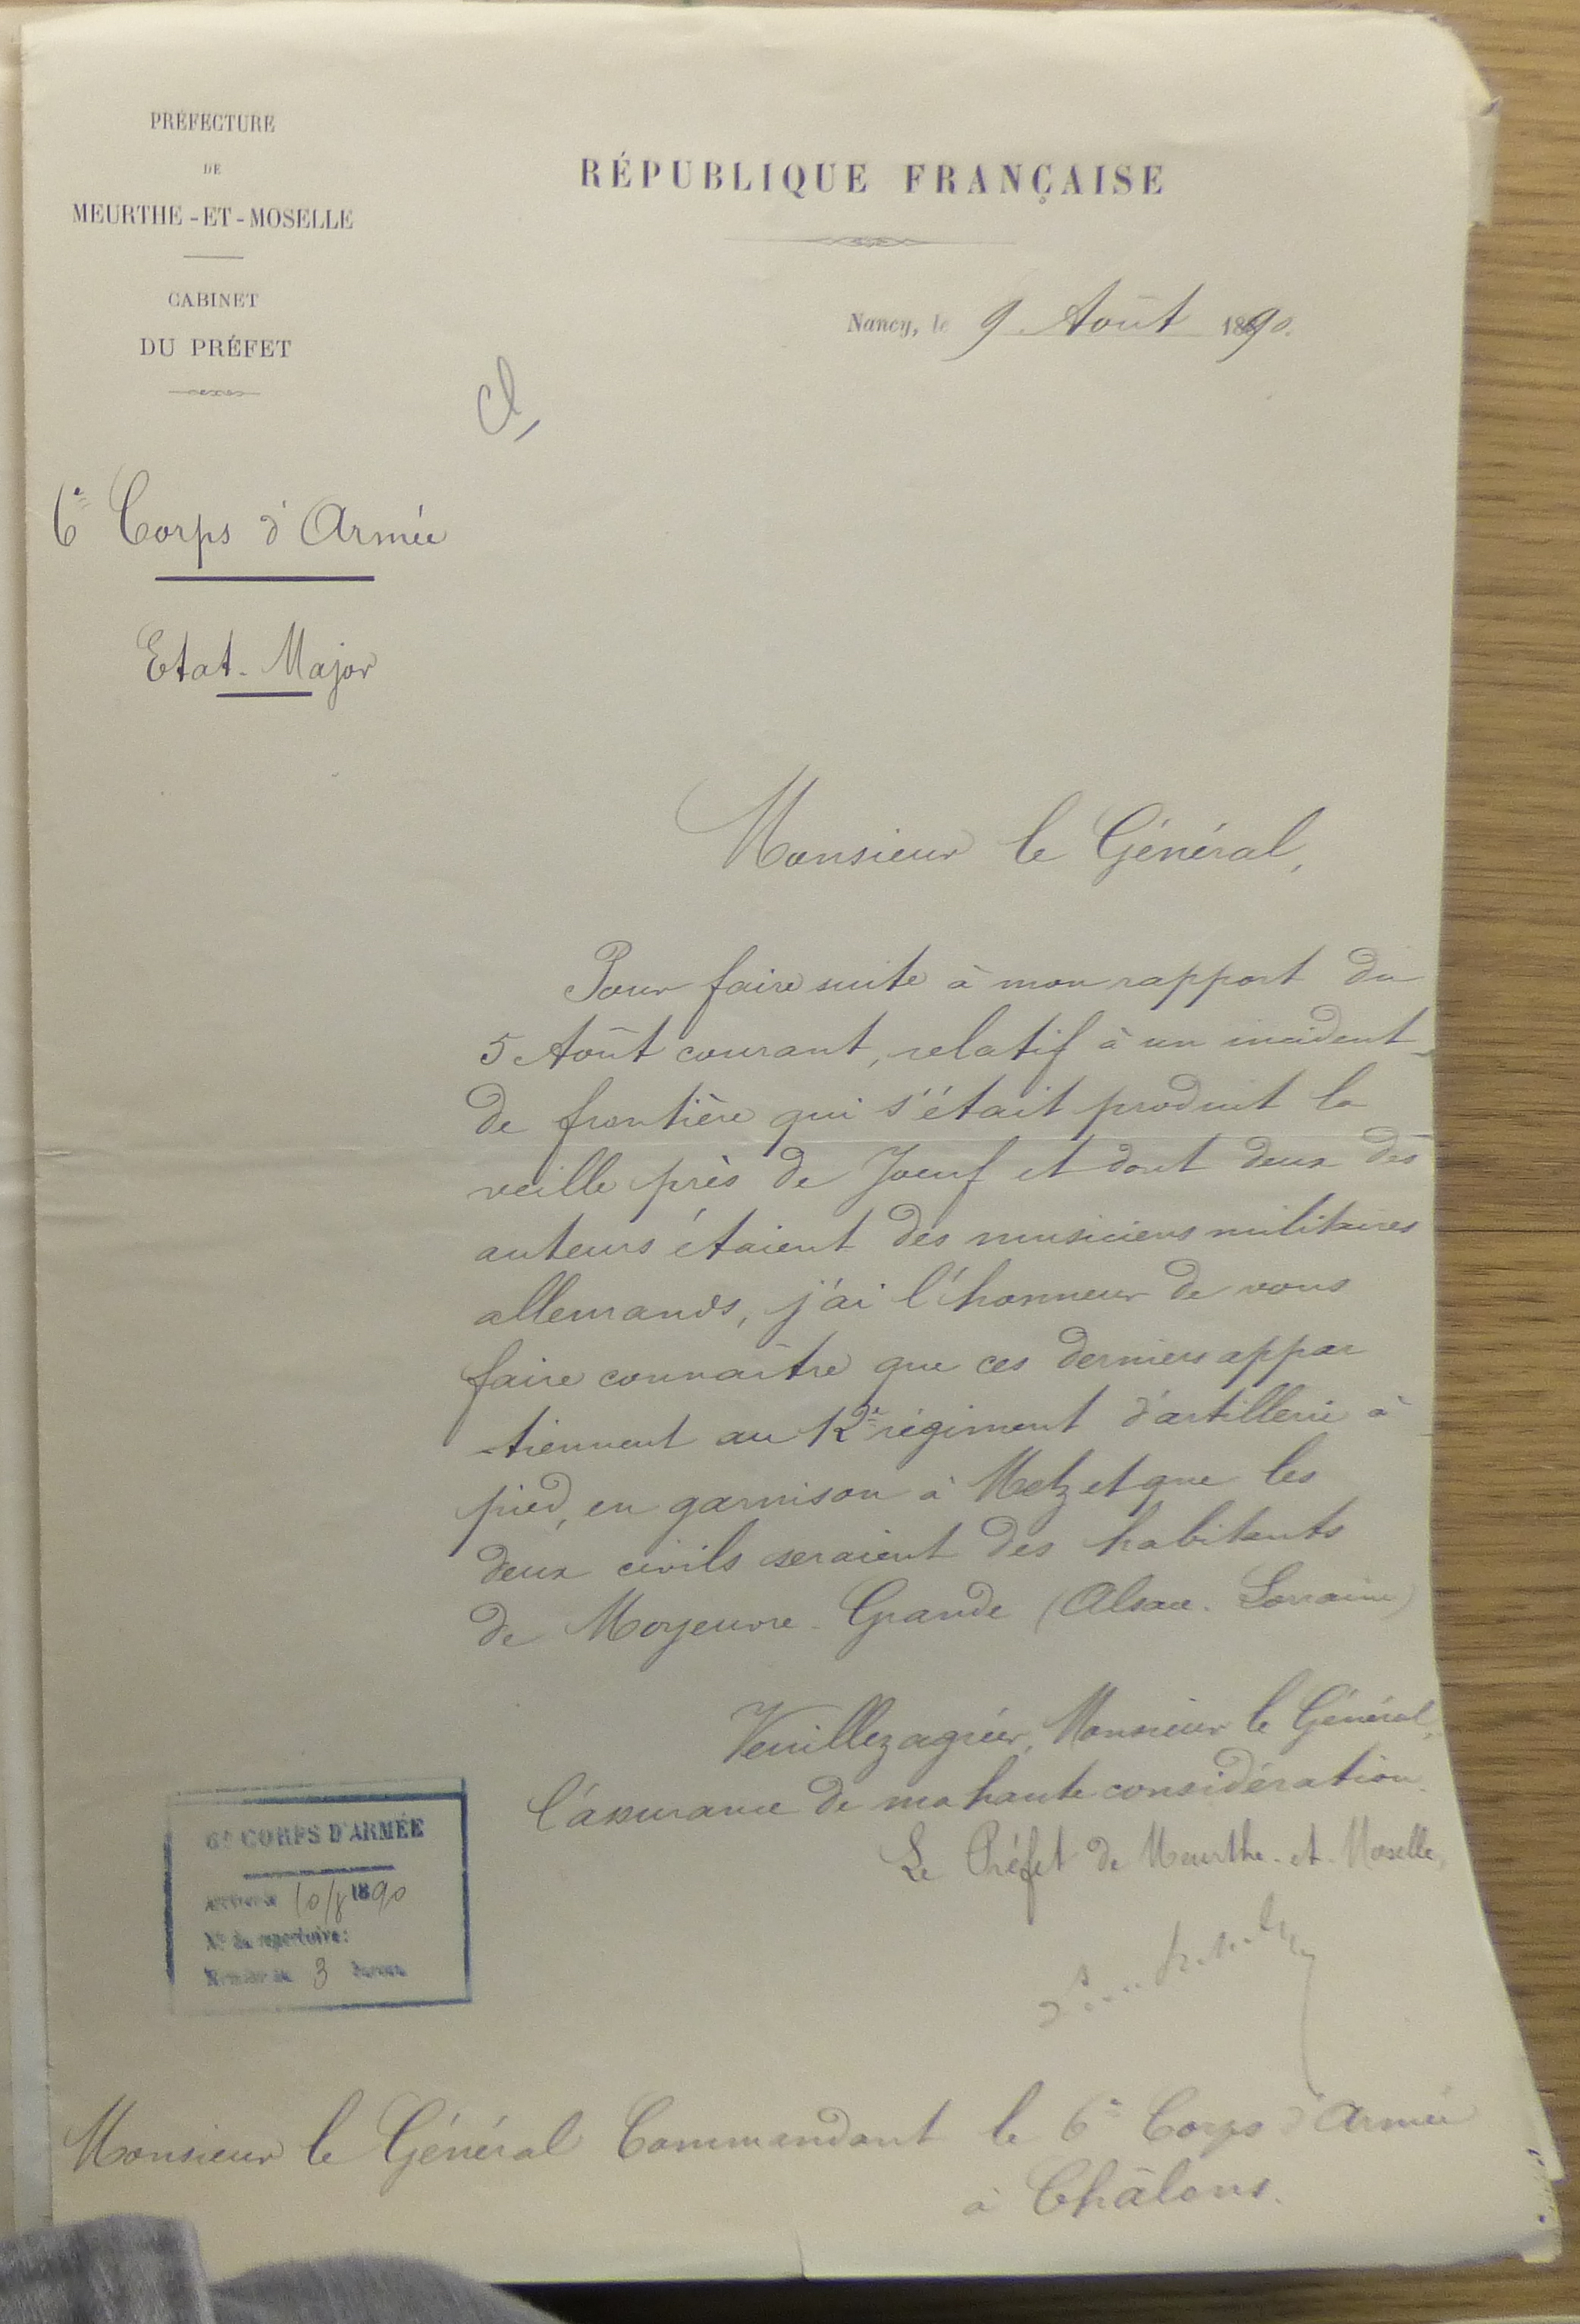 PRÉFECTURE
DE
MEURTHE-ET-MOSELLE
CABINET
DU PRÉFET
RÉPUBLIQUE FRANÇAISE
Nancy, le 9 Août 1890.
6e Corps d'Armée
Etat-Major
Monsieur le Général,
Pour faire suite à mon rapport du
5 Août courant, relatif à un incident
de frontière qui s'était produit la
veille près de Joeuf et dont deux des
auteurs étaient des musiciens militaires
allemands, j'ai l'honneur de vous
faire connaître que ces derniers appar
-tiennent au 12e régiment d'artillerie à
pied, en garnison à Metz et que les
deux civils seraient des habitants
de Moyeuvre-Grande (Alsace-Lorraine)
Veuillez agréer, Monsieur le Général,
l'assurance de ma haute considération.
Le Préfet de Meurthe-et-Moselle,
6e CORPS D'ARMÉE
10/8 1890
No du répertoire:
3 Bureau
Monsieur le Général Commandant le 6e Corps d'Armée
à Châlons.